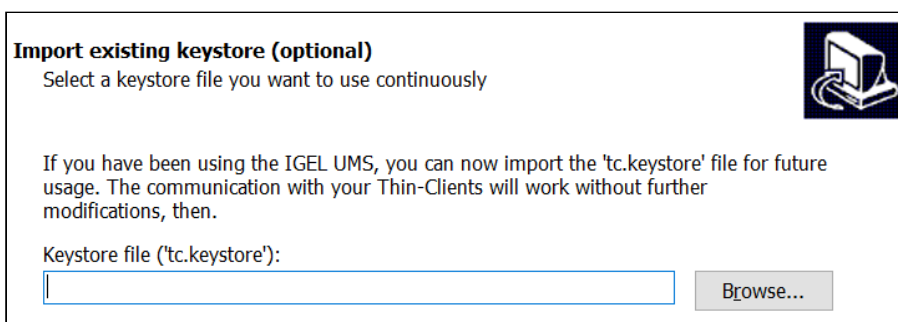 Import existing keystore (optional)
Select a keystore file you want to use continuously
If you have been using the IGEL UMS, you can now import the 'tc.keystore' file for future
usage. The communication with your Thin-Clients will work without further
modifications, then.
Keystore file ('tc.keystore'):
Browse...